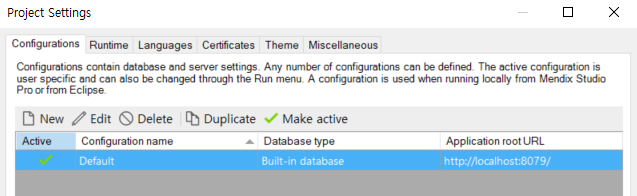 Project Settings
Configurations Runtime Languages Certificates Theme Miscellaneous
Configurations contain database and server settings. Any number of configurations can be defined. The active configuration is
user specific and can also be changed through the Run menu. A configuration is used when running locally from Mendix Studio
Pro or from Eclipse.
New Edit Delete Duplicate Make active
Active Configuration name Database type Application root URL
Default Built-in database http://localhost:8079/